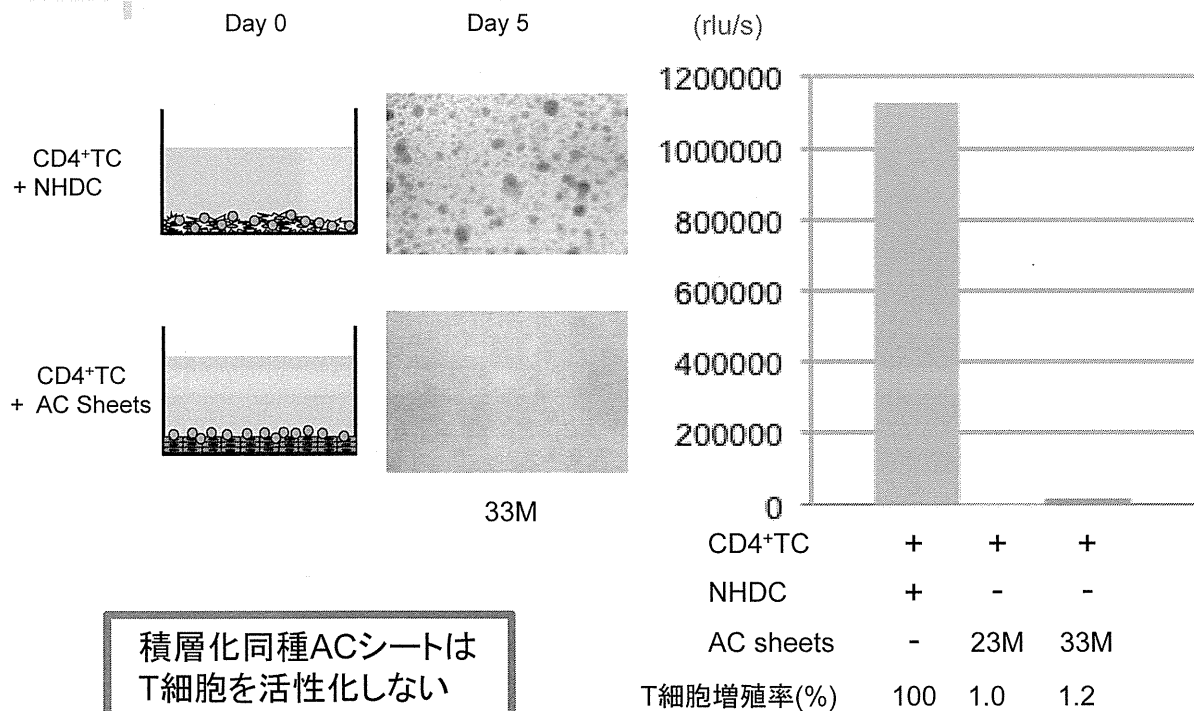 Day 0
Day 5
CD4⁺TC
+ NHDC
CD4⁺TC
+ AC Sheets
33M
積層化同種ACシートは
T細胞を活性化しない
(rlu/s)
1200000
1000000
800000
600000
400000
200000
0
CD4⁺TC + + +
NHDC + - -
AC sheets - 23M 33M
T細胞増殖率(%) 100 1.0 1.2